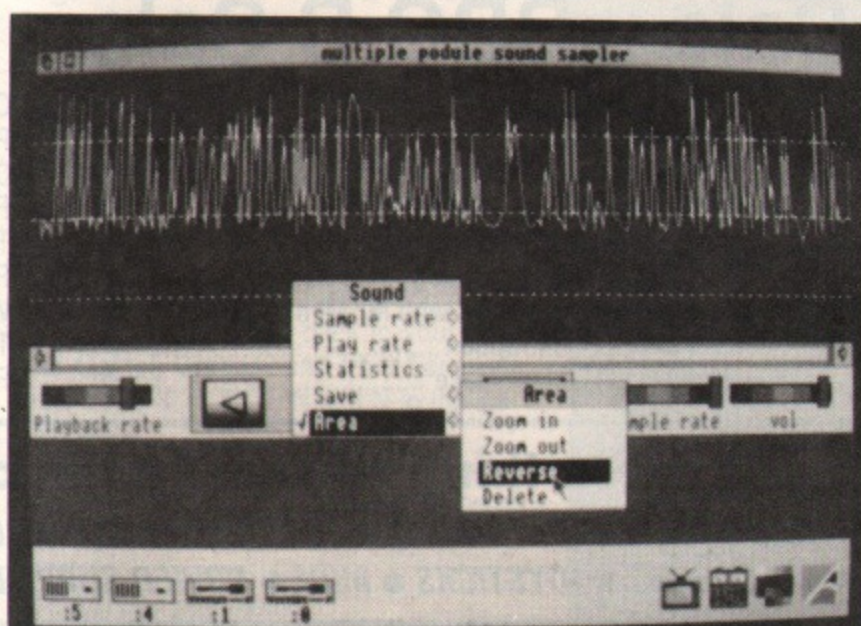 multiple podule sound sampler
Sound
Sample rate
Play rate
Statistics
Save
Area
Area
Zoom in
Zoom out
Reverse
Delete
Playback rate
mple rate
vol
:5
:4
:1
:0